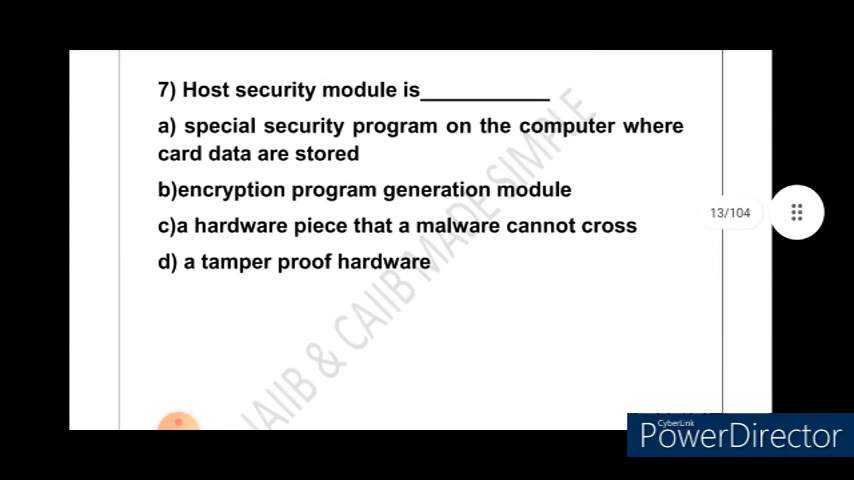 7) Host security module is___________
a) special security program on the computer where
card data are stored
b)encryption program generation module
c)a hardware piece that a malware cannot cross
d) a tamper proof hardware
13/104
JAIIB & CAIIB MADE SIMPLE
CyberLink
PowerDirector